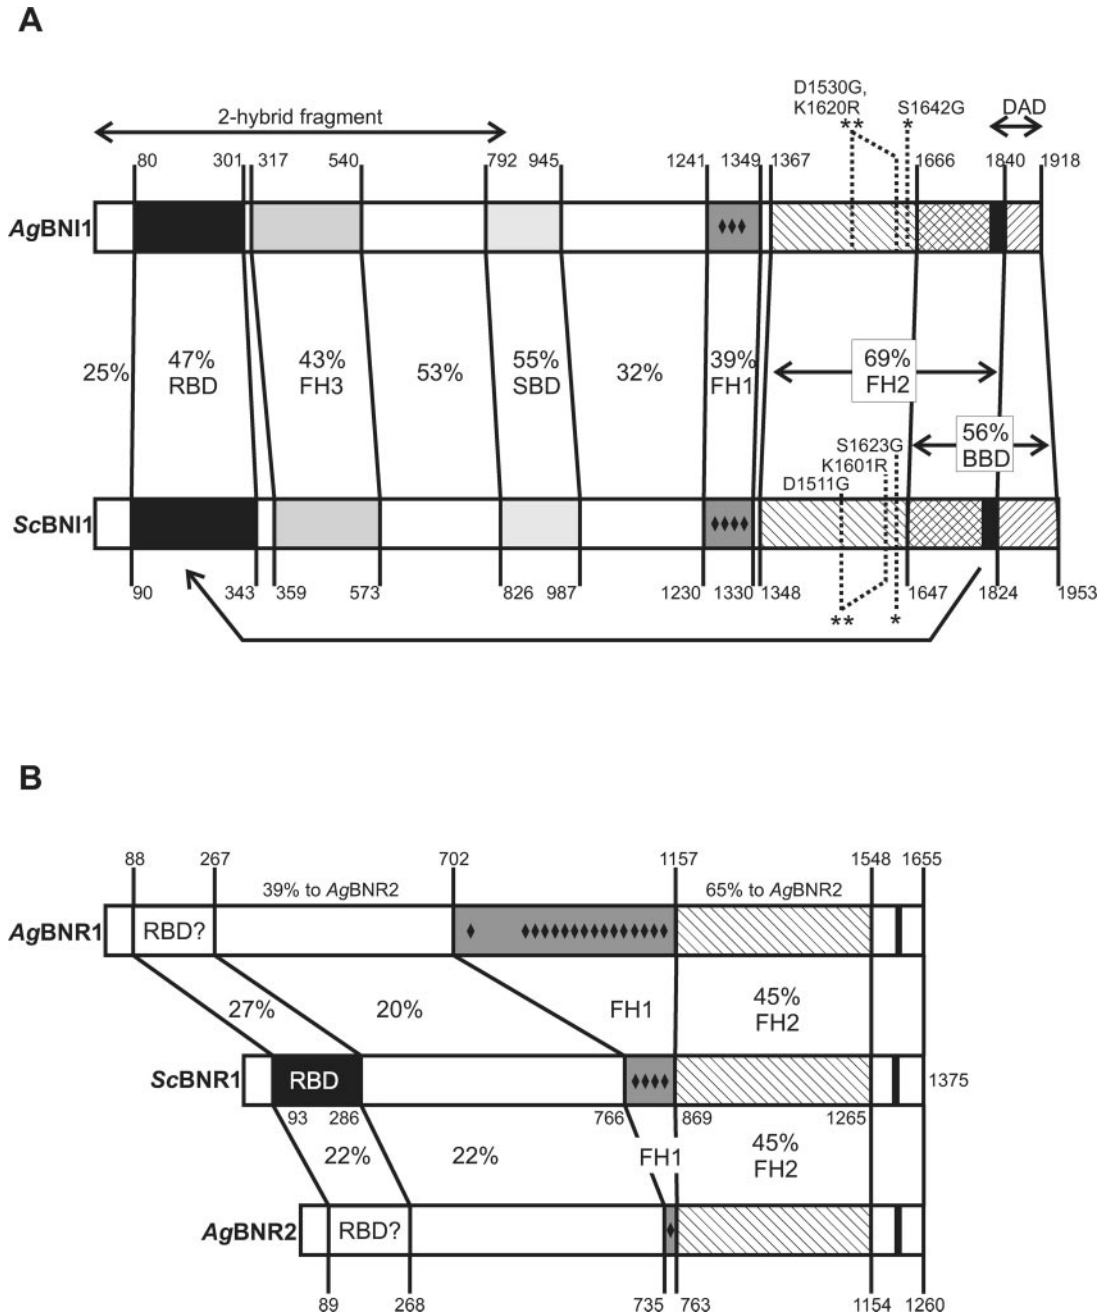 A
D1530G,
K1620R
S1642G
DAD
2-hybrid fragment
** *
80 301 317 540 792 945 1241 1349 1367 1666 1840 1918
AgBNI1
25%
47%
RBD
43%
FH3
53%
55%
SBD
32%
39%
FH1
69%
FH2
56%
BBD
S1623G
K1601R
D1511G
ScBNI1
90 343 359 573 826 987 1230 1330 1348 1647 1824 1953
** *
B
88 267 702 1157 1548 1655
39% to AgBNR2 65% to AgBNR2
AgBNR1
RBD?
27% 20% FH1
45%
FH2
ScBNR1
RBD
1375
93 286 766 869 1265
22% 22% FH1
45%
FH2
AgBNR2
RBD?
89 268 735 763 1154 1260